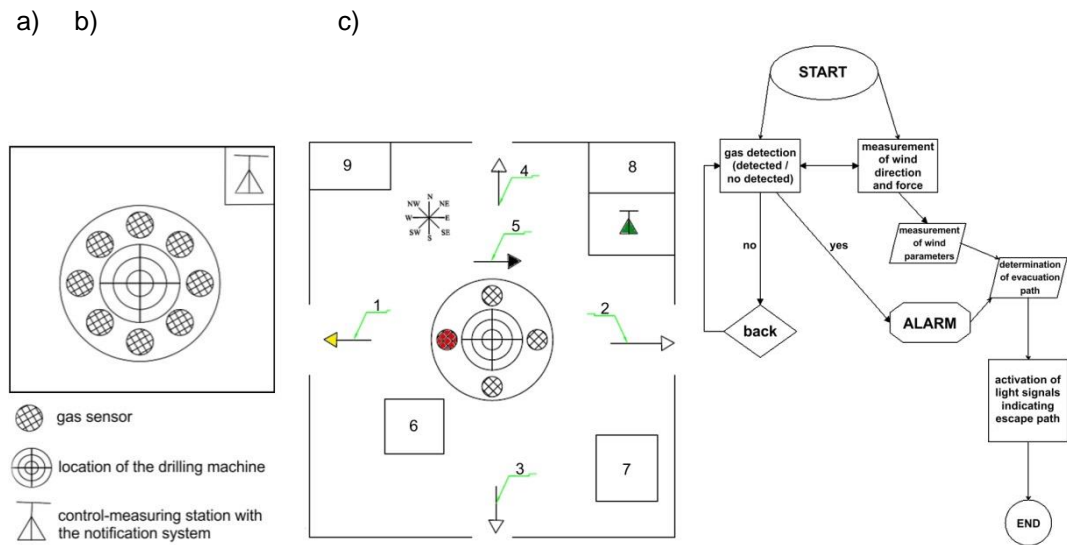 a)
b)
c)
gas sensor
location of the drilling machine
control-measuring station with
the notification system
9
8
4
N
NW
NE
W
E
SW
SE
S
5
1
2
6
7
3
START
gas detection
(detected /
no detected)
measurement
of wind
direction
and force
measurement
of wind
parameters
no
yes
determination
of evacuation
path
back
ALARM
activation of
light signals
indicating
escape path
END